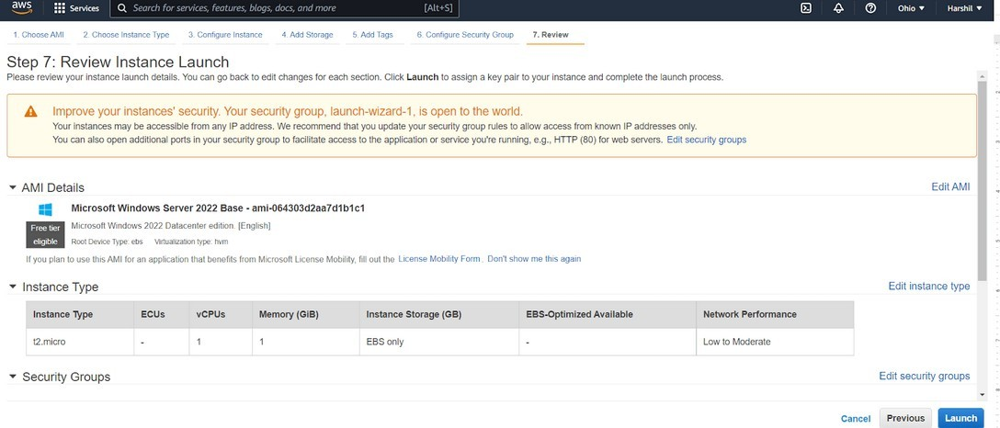 aws Services Search for services, features, blogs, docs, and more [Alt+S] Ohio Harshil
1. Choose AMI 2. Choose Instance Type 3. Configure Instance 4. Add Storage 5. Add Tags 6. Configure Security Group 7. Review
Step 7: Review Instance Launch
Please review your instance launch details. You can go back to edit changes for each section. Click Launch to assign a key pair to your instance and complete the launch process.
Improve your instances' security. Your security group, launch-wizard-1, is open to the world.
Your instances may be accessible from any IP address. We recommend that you update your security group rules to allow access from known IP addresses only.
You can also open additional ports in your security group to facilitate access to the application or service you're running, e.g., HTTP (80) for web servers. Edit security groups
AMI Details Edit AMI
Microsoft Windows Server 2022 Base - ami-064303d2aa7d1b1c1
Free tier eligible
Microsoft Windows 2022 Datacenter edition. [English]
Root Device Type: ebs Virtualization type: hvm
If you plan to use this AMI for an application that benefits from Microsoft License Mobility, fill out the License Mobility Form. Don't show me this again
Instance Type Edit instance type
Instance Type ECUs vCPUs Memory (GiB) Instance Storage (GB) EBS-Optimized Available Network Performance
t2.micro - 1 1 EBS only - Low to Moderate
Security Groups Edit security groups
Cancel Previous Launch